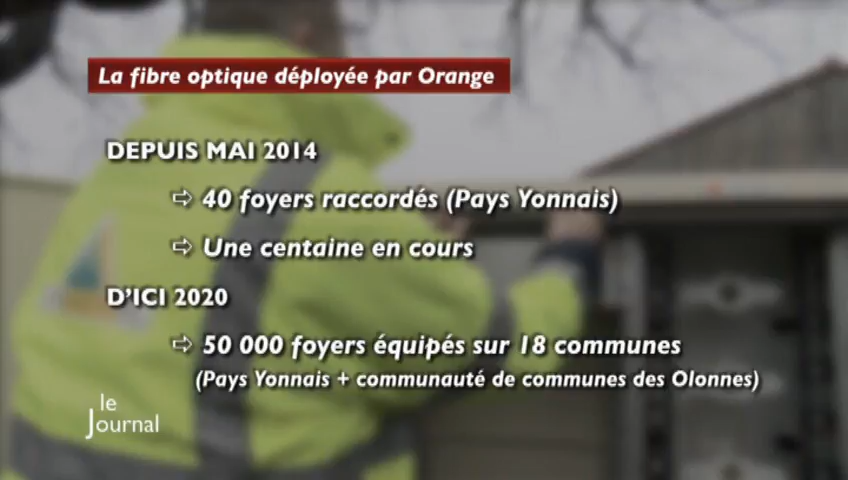 La fibre optique déployée par Orange
DEPUIS MAI 2014
⇨ 40 foyers raccordés (Pays Yonnais)
⇨ Une centaine en cours
D'ICI 2020
⇨ 50 000 foyers équipés sur 18 communes
(Pays Yonnais + communauté de communes des Olonnes)
le
Journal